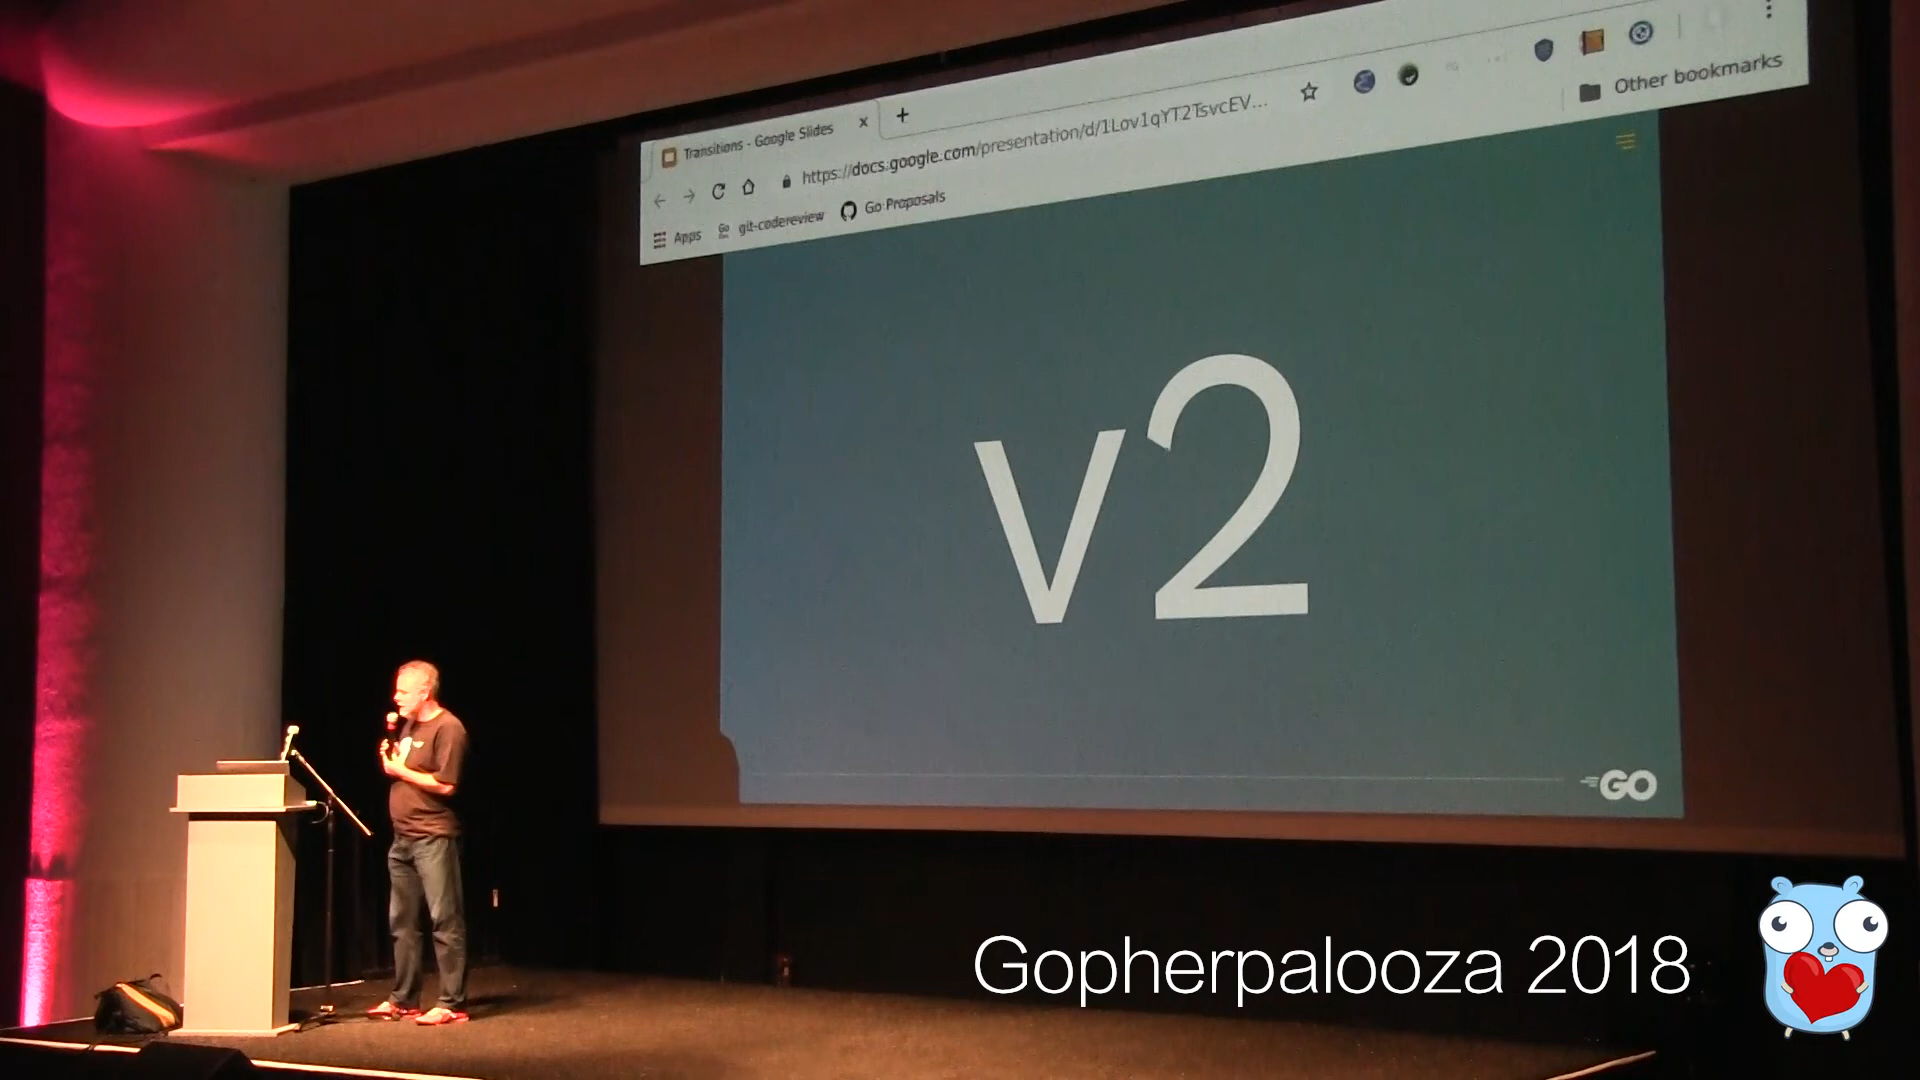 Transitions - Google Slides
https://docs.google.com/presentation/d/1Lov1qYT2TsvcEV...
Other bookmarks
Apps
git-codereview
Go Proposals
v2
GO
Gopherpalooza 2018